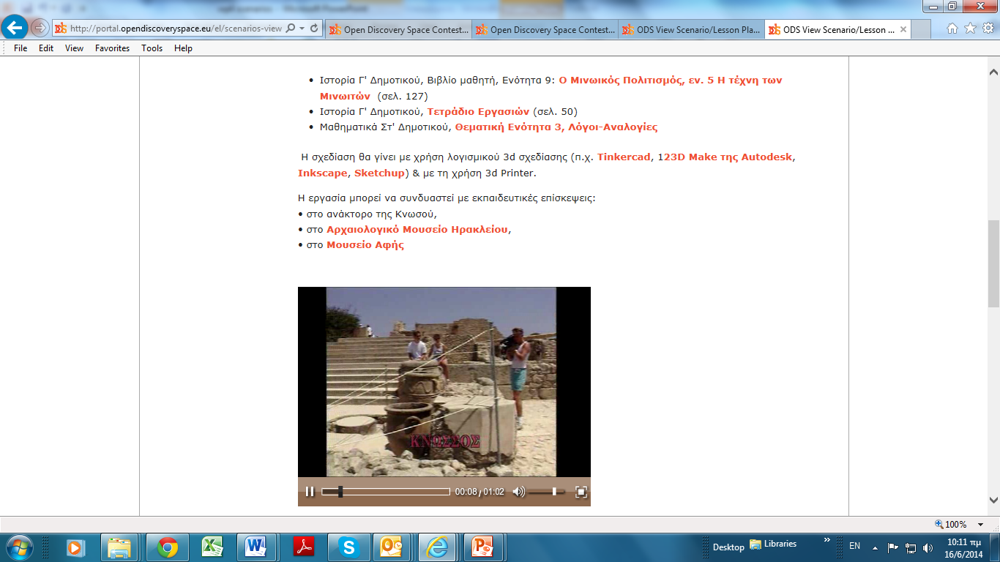 sop6 scenarios - Microsoft PowerPoint
http://portal.opendiscoveryspace.eu/el/scenarios-view
Open Discovery Space Contest...
Open Discovery Space Contest...
ODS View Scenario/Lesson Pla...
ODS View Scenario/Lesson ...
File Edit View Favorites Tools Help
• Ιστορία Γ' Δημοτικού, Βιβλίο μαθητή, Ενότητα 9: Ο Μινωικός Πολιτισμός, εν. 5 Η τέχνη των
Μινωιτών (σελ. 127)
• Ιστορία Γ' Δημοτικού, Τετράδιο Εργασιών (σελ. 50)
• Μαθηματικά Στ' Δημοτικού, Θεματική Ενότητα 3, Λόγοι-Αναλογίες
Η σχεδίαση θα γίνει με χρήση λογισμικού 3d σχεδίασης (π.χ. Tinkercad, 123D Make της Autodesk,
Inkscape, Sketchup) & με τη χρήση 3d Printer.
Η εργασία μπορεί να συνδυαστεί με εκπαιδευτικές επίσκεψεις:
• στο ανάκτορο της Κνωσού,
• στο Αρχαιολογικό Μουσείο Ηρακλείου,
• στο Μουσείο Αφής
ΚΝΩΣΣΟΣ
00:08 / 01:02
100%
Desktop Libraries » EN 10:11 πμ
16/6/2014